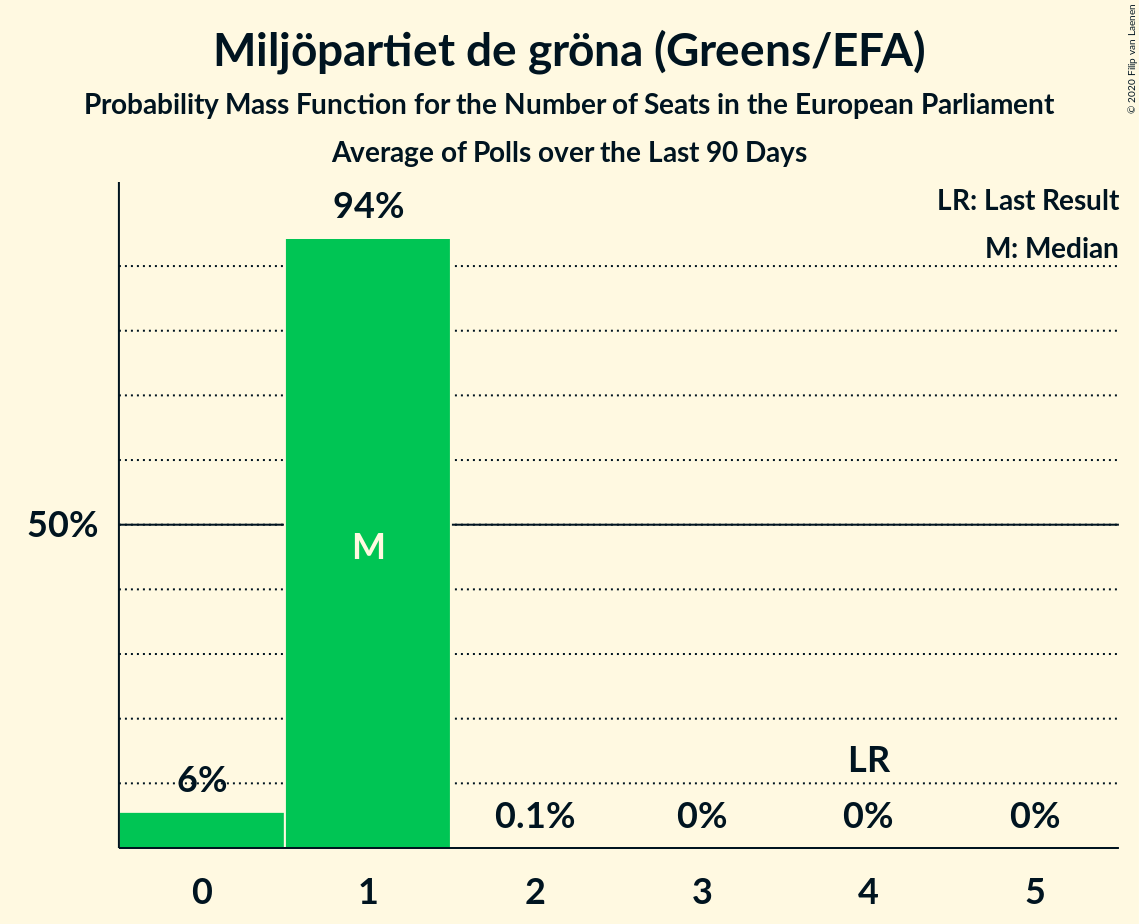 Miljöpartiet de gröna (Greens/EFA)
Probability Mass Function for the Number of Seats in the European Parliament
Average of Polls over the Last 90 Days
© 2020 Filip van Laenen
LR: Last Result
M: Median
94%
50%
M
6%
0.1%
0%
LR
0%
0%
0 1 2 3 4 5